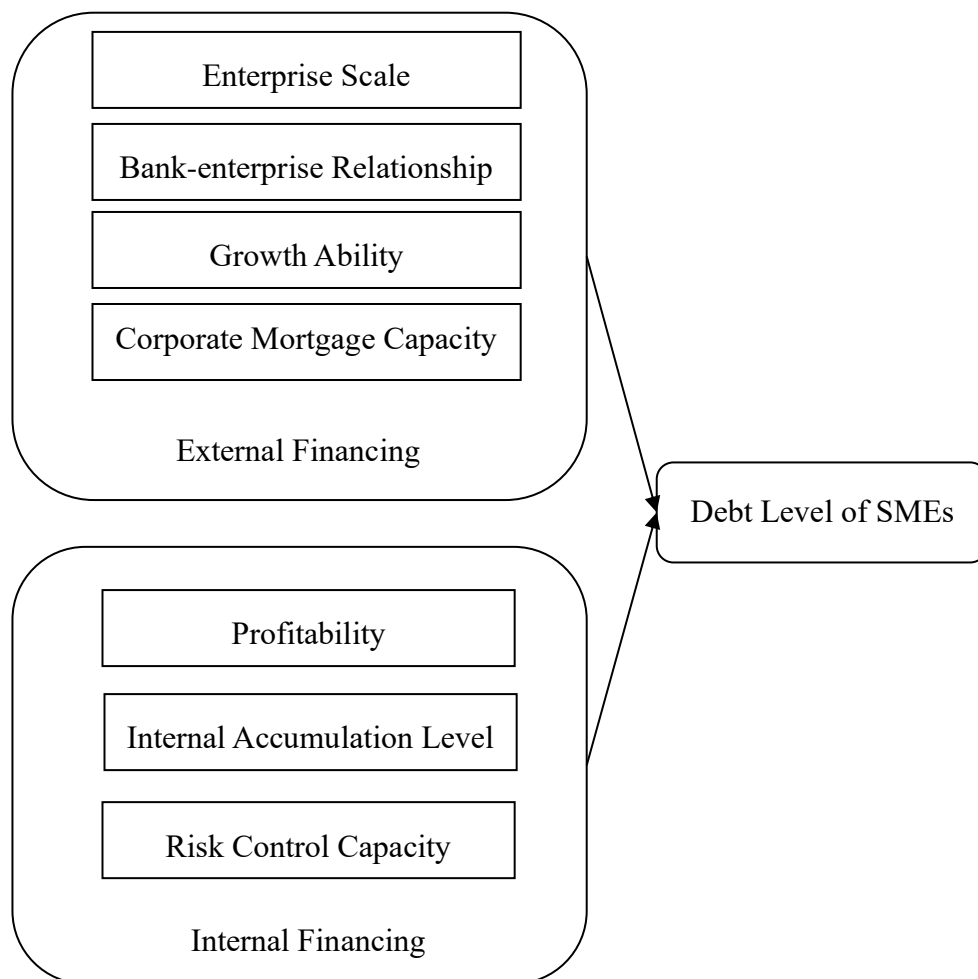 Enterprise Scale
Bank-enterprise Relationship
Growth Ability
Corporate Mortgage Capacity
External Financing
Debt Level of SMEs
Profitability
Internal Accumulation Level
Risk Control Capacity
Internal Financing